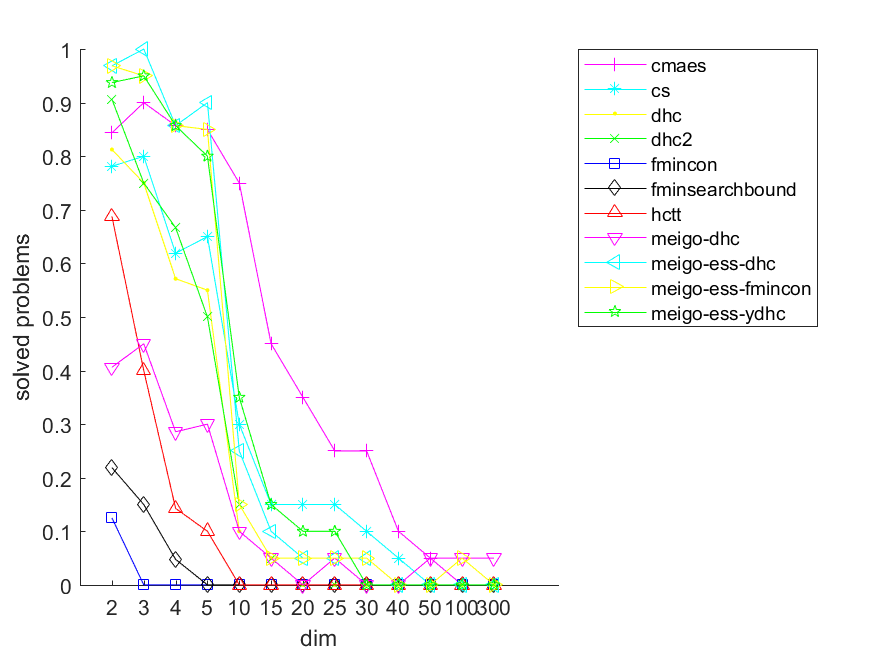 1
0.9
0.8
0.7
0.6
0.5
0.4
0.3
0.2
0.1
0
solved problems
2 3 4 5 10 15 20 25 30 40 50 100 300
dim
cmaes
cs
dhc
dhc2
fmincon
fminsearchbound
hctt
meigo-dhc
meigo-ess-dhc
meigo-ess-fmincon
meigo-ess-ydhc